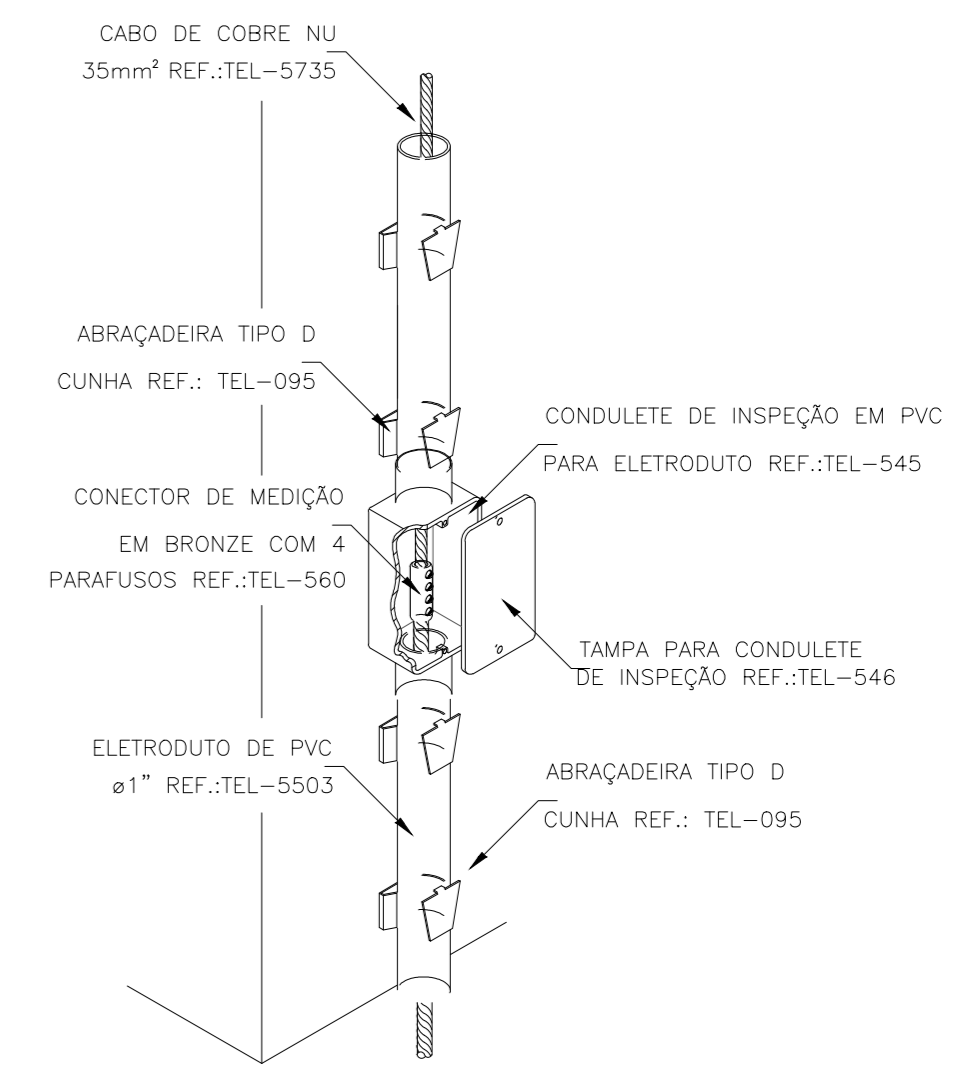 CABO DE COBRE NU
35mm² REF.:TEL-5735
ABRAÇADEIRA TIPO D
CUNHA REF.: TEL-095
CONDULETE DE INSPEÇÃO EM PVC
PARA ELETRODUTO REF.:TEL-545
CONECTOR DE MEDIÇÃO
EM BRONZE COM 4
PARAFUSOS REF.:TEL-560
TAMPA PARA CONDULETE
DE INSPEÇÃO REF.:TEL-546
ELETRODUTO DE PVC
ø1” REF.:TEL-5503
ABRAÇADEIRA TIPO D
CUNHA REF.: TEL-095